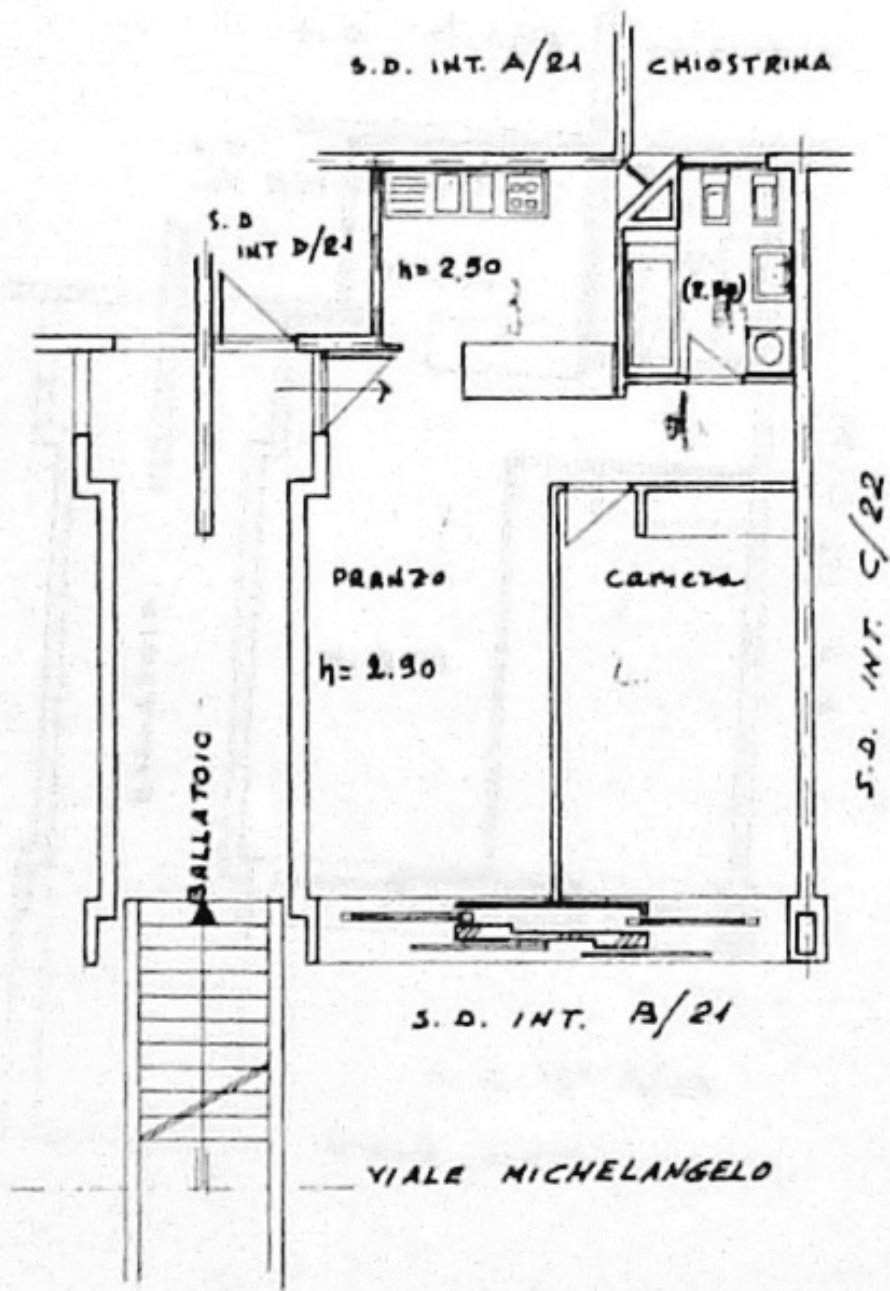 S.D. INT. A/21
CHIOSTRINA
S.D
INT D/21
h= 2.50
PRANZO
camera
h= 2.90
S.D. INT. C/22
BALLATOIO
S.D. INT. B/21
VIALE MICHELANGELO